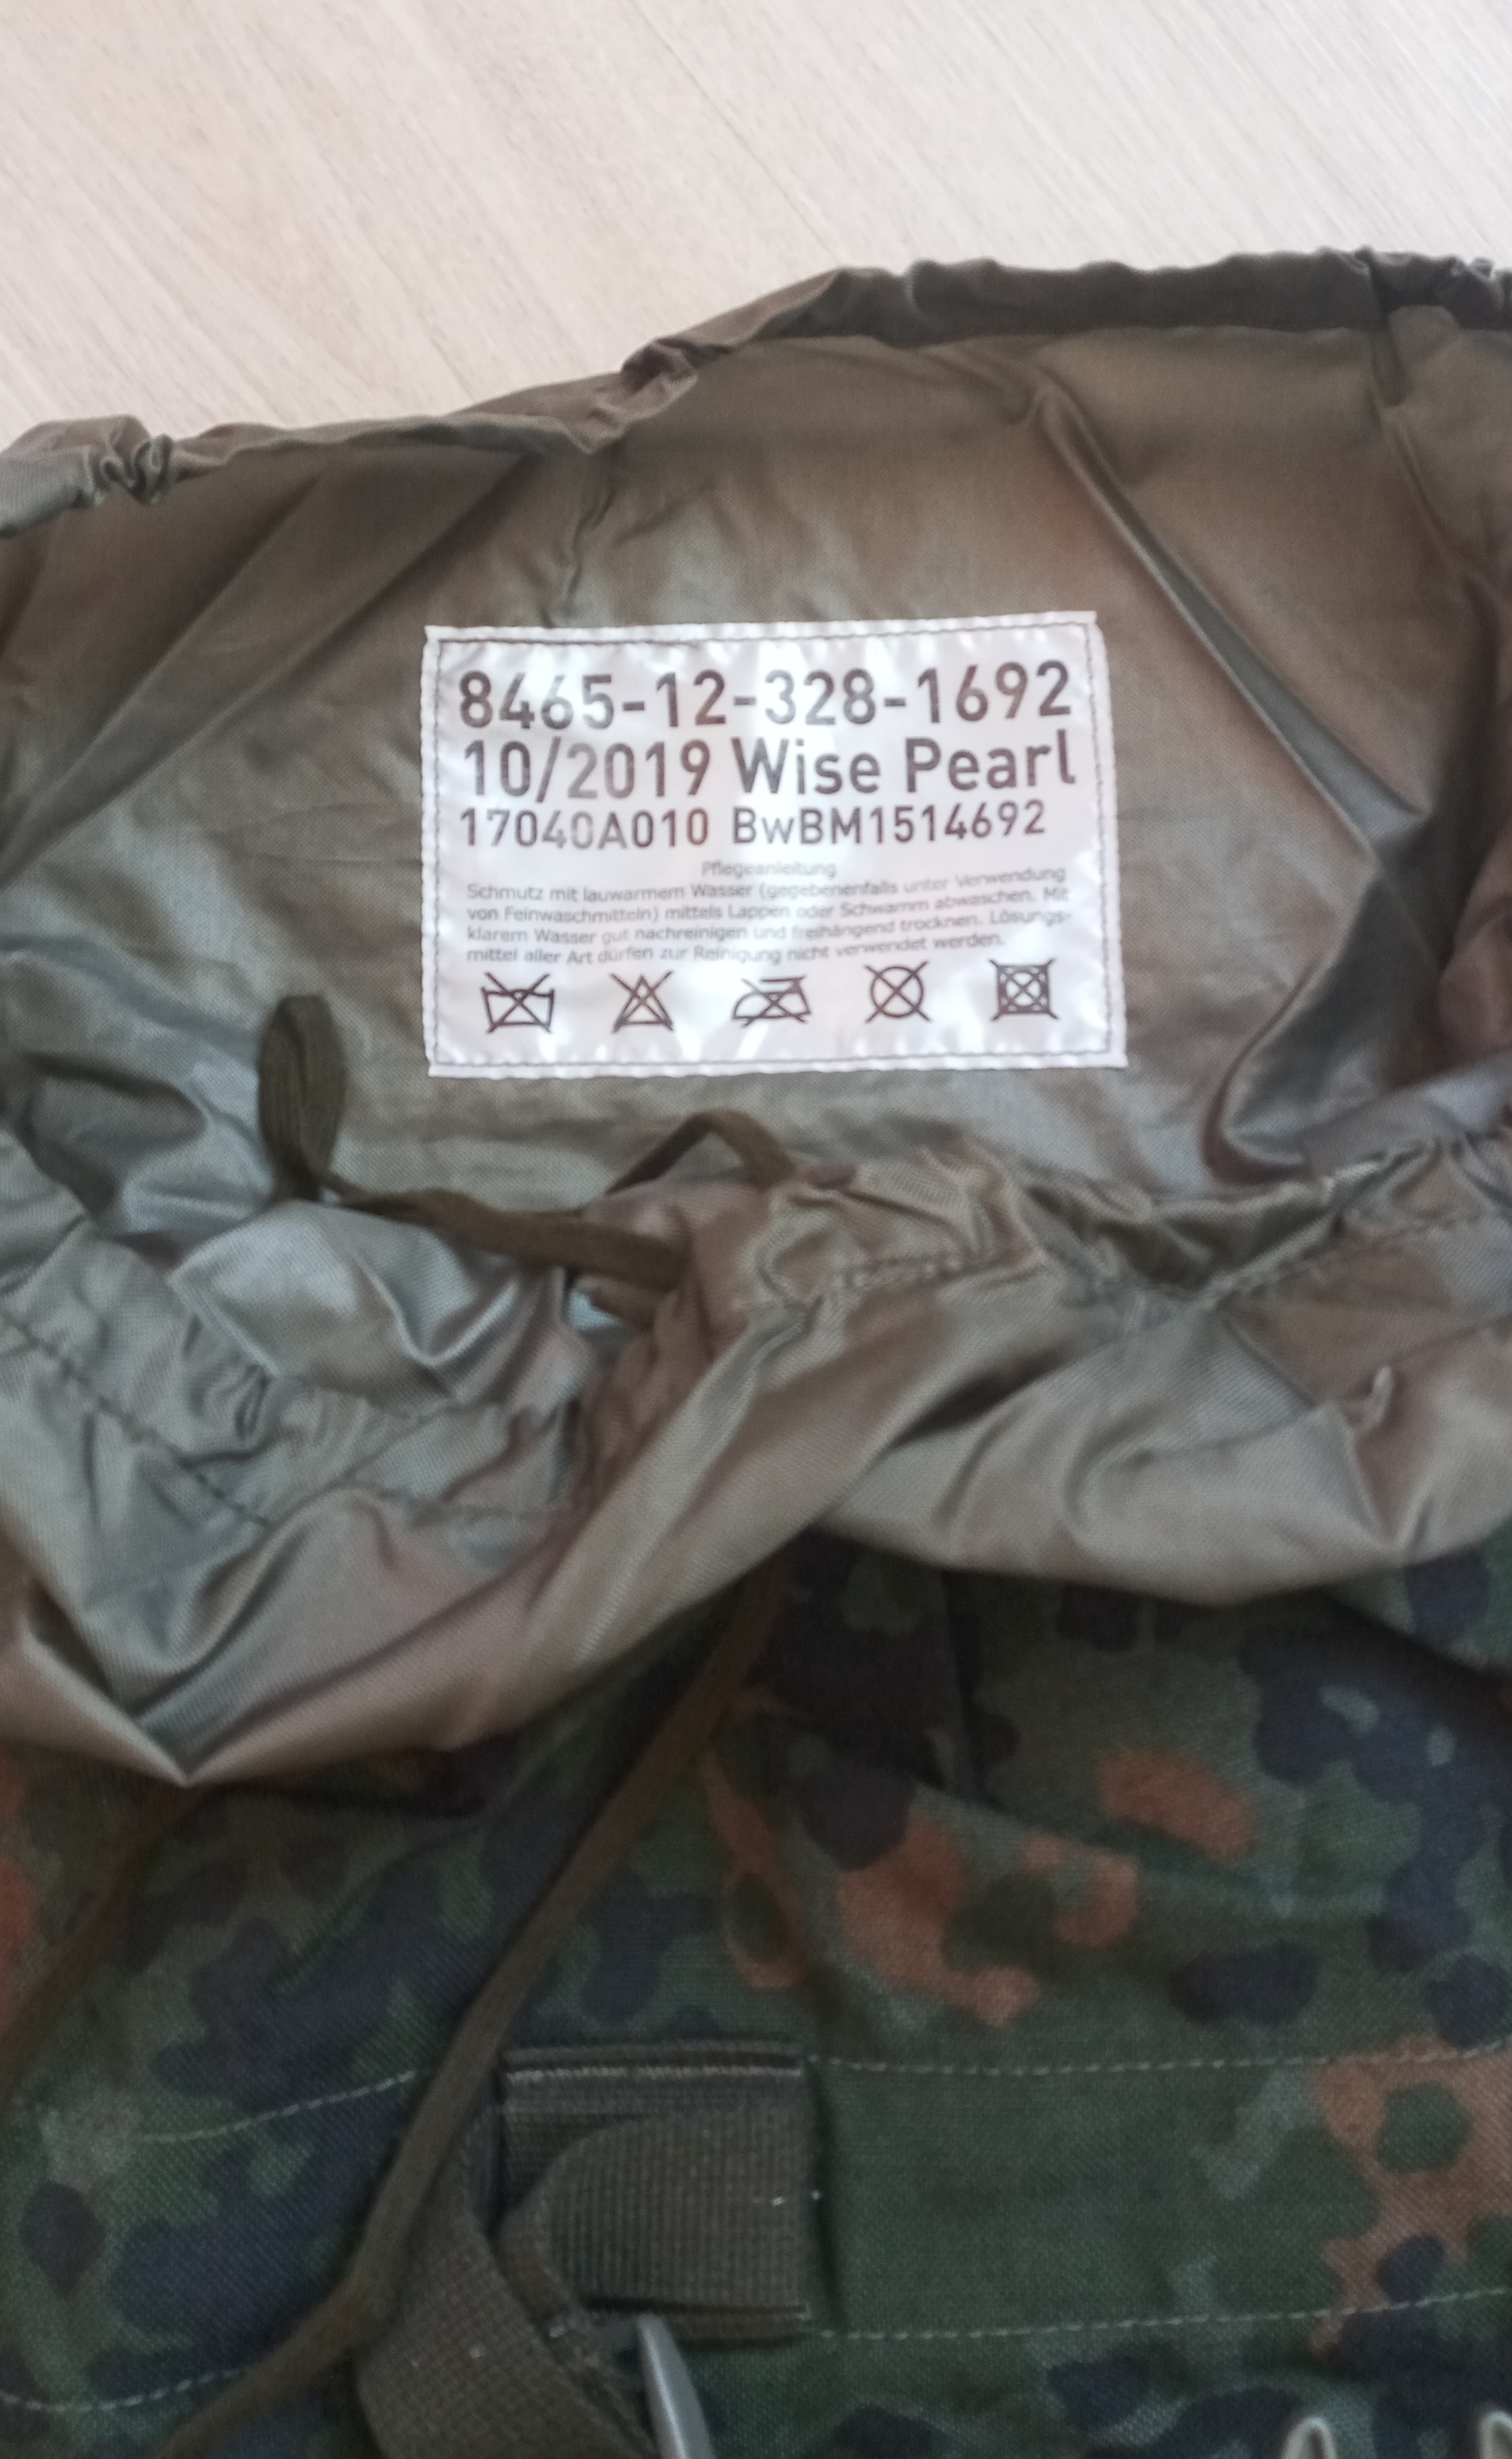 8465-12-328-1692
10/2019 Wise Pearl
17040A010 BwBM1514692
Pflegeanleitung
Schmutz mit lauwarmem Wasser (gegebenenfalls unter Verwendung
von Feinwaschmitteln) mittels Lappen oder Schwamm abwaschen. Mit
klarem Wasser gut nachreinigen und freihängend trocknen. Lösungs-
mittel aller Art dürfen zur Reinigung nicht verwendet werden.